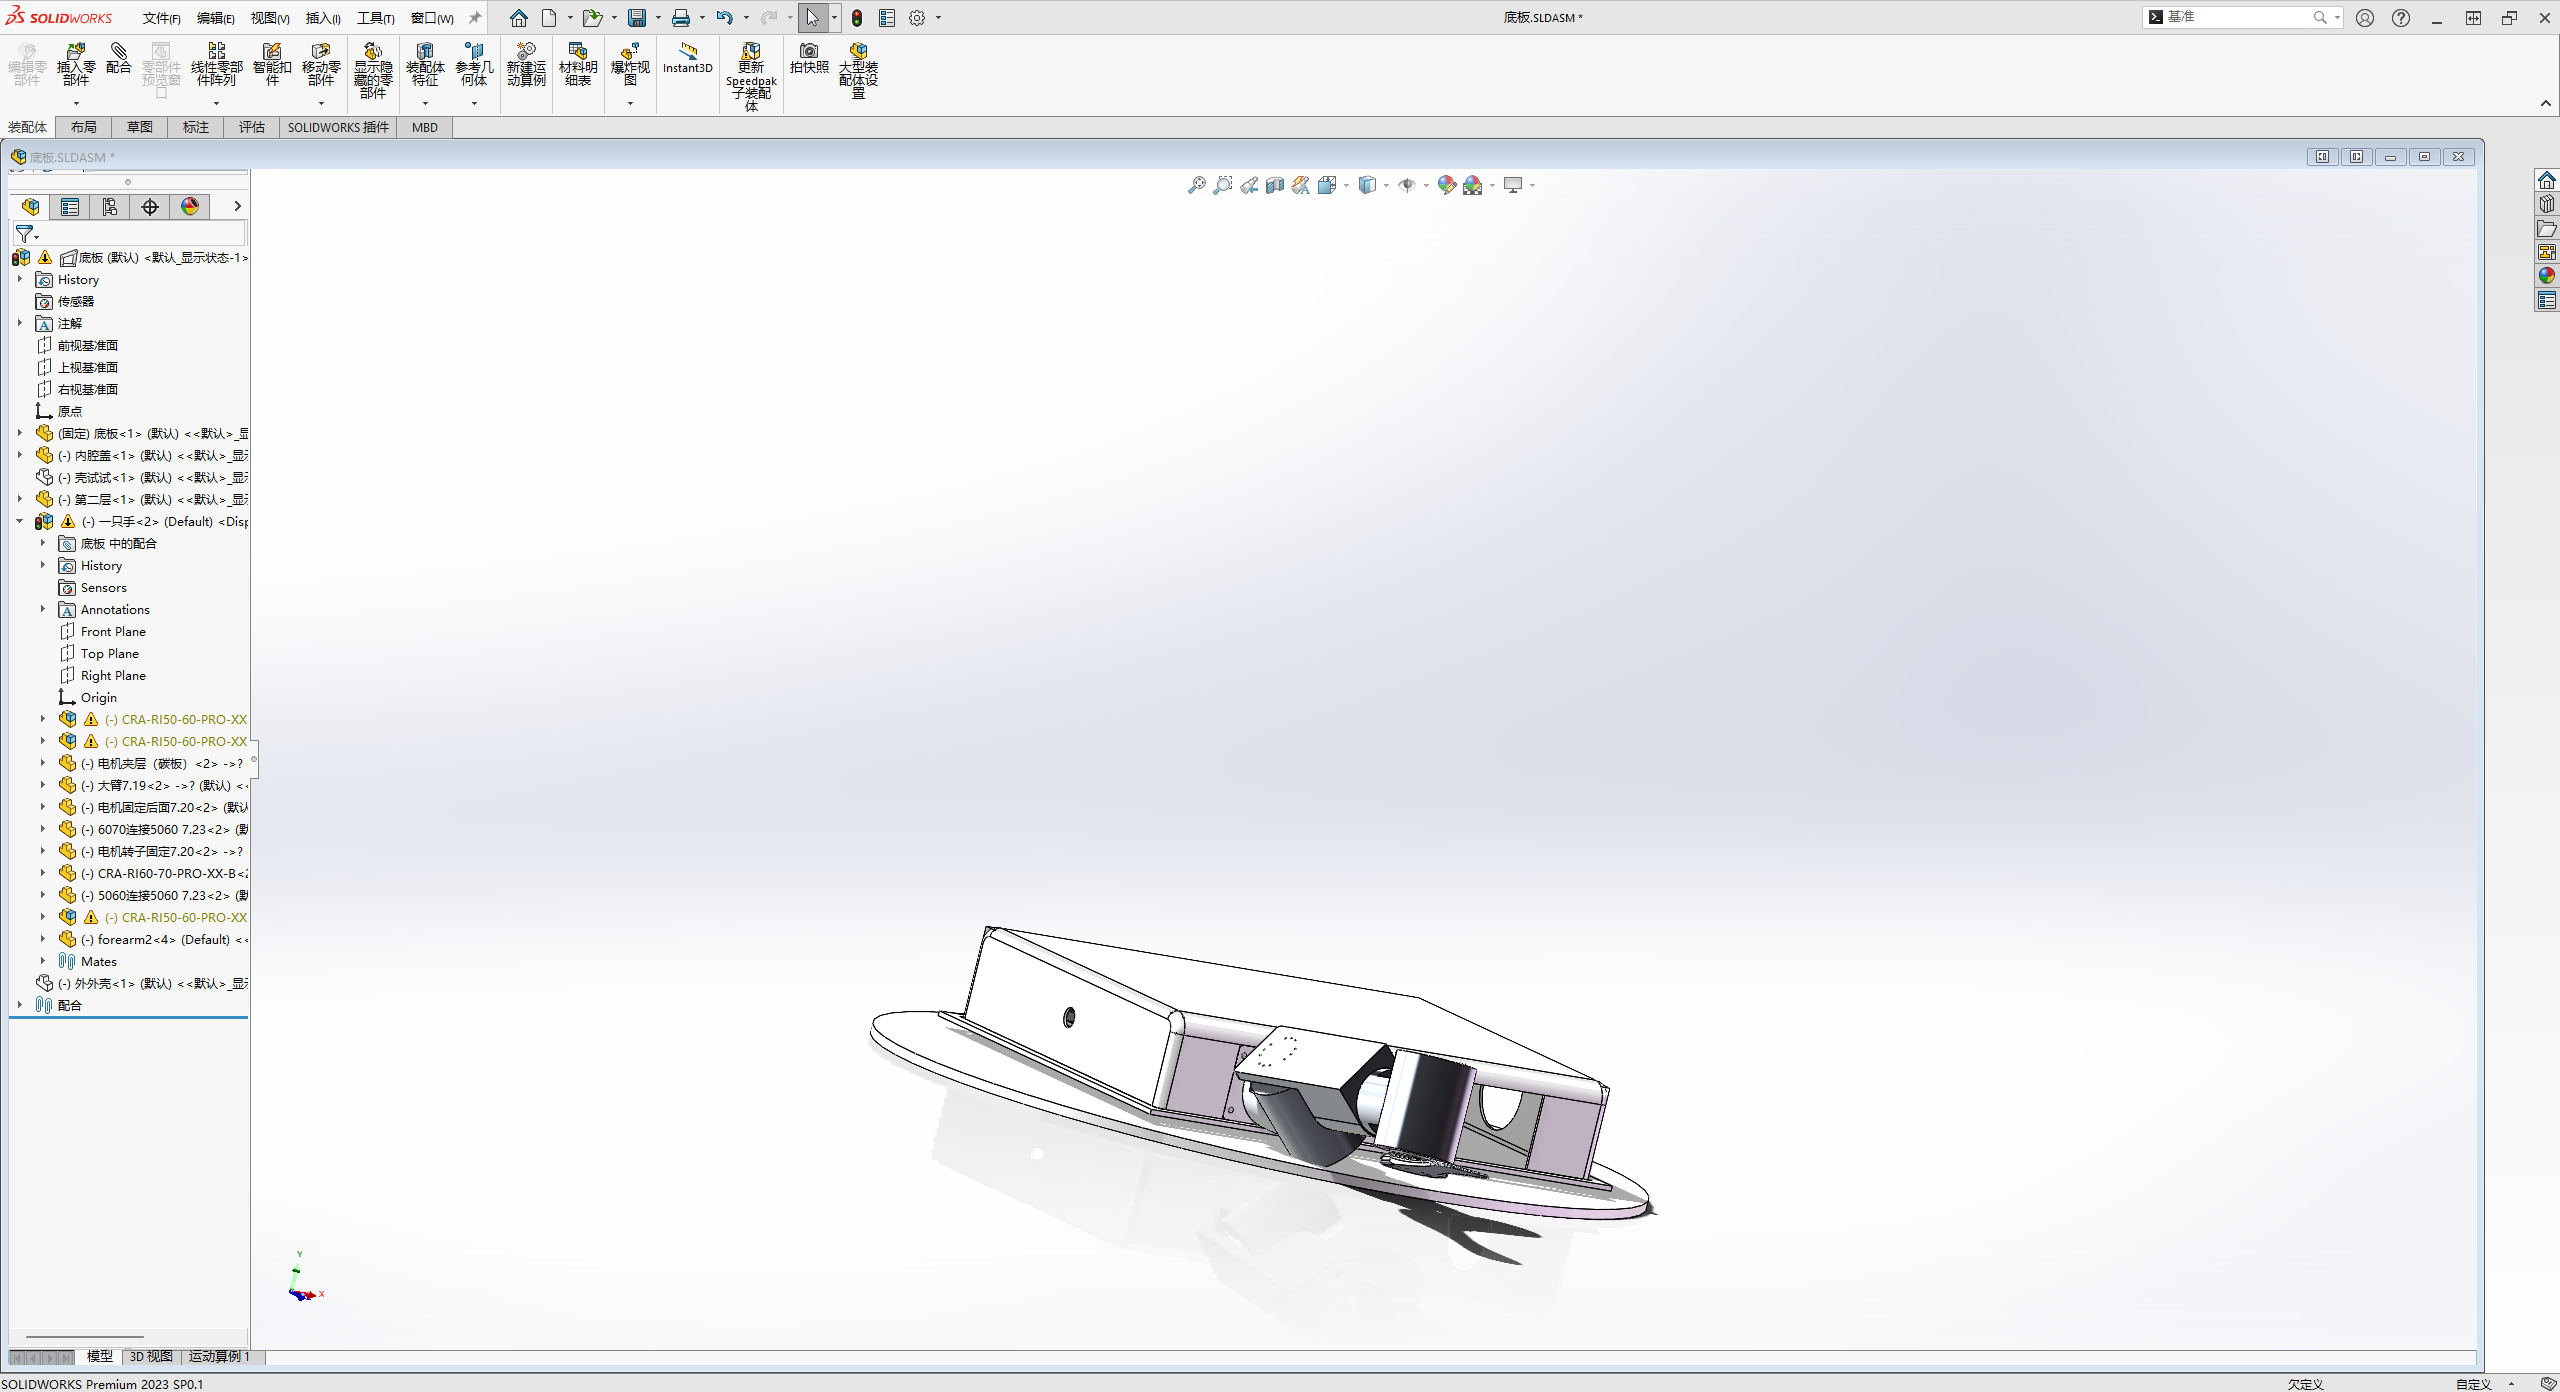 SOLIDWORKS 文件(F) 编辑(E) 视图(V) 插入(I) 工具(T) 窗口(W) 底板.SLDASM * 基准
编辑零部件 插入零部件 配合 零部件预览窗口 线性零部件阵列 智能扣件 移动零部件 显示隐藏的零部件 装配体特征 参考几何体 新建运动算例 材料明细表 爆炸视图 Instant3D 更新 Speedpak 子装配体 拍快照 大型装配体设置
装配体 布局 草图 标注 评估 SOLIDWORKS 插件 MBD
底板.SLDASM *
底板 (默认) <默认_显示状态-1>
History
传感器
注解
前视基准面
上视基准面
右视基准面
原点
(固定) 底板<1> (默认) <<默认>_显
(-) 内腔盖<1> (默认) <<默认>_显
(-) 壳试试<1> (默认) <<默认>_显
(-) 第二层<1> (默认) <<默认>_显
(-) 一只手<2> (Default) <Disp
底板 中的配合
History
Sensors
Annotations
Front Plane
Top Plane
Right Plane
Origin
(-) CRA-RI50-60-PRO-XX
(-) CRA-RI50-60-PRO-XX
(-) 电机夹层（碳板）<2> ->?
(-) 大臂7.19<2> ->? (默认) <
(-) 电机固定后面7.20<2> (默认
(-) 6070连接5060 7.23<2> (默
(-) 电机转子固定7.20<2> ->?
(-) CRA-RI60-70-PRO-XX-B<2
(-) 5060连接5060 7.23<2> (默
(-) CRA-RI50-60-PRO-XX
(-) forearm2<4> (Default) <
Mates
(-) 外外壳<1> (默认) <<默认>_显
配合
Y
X
模型 3D 视图 运动算例 1
SOLIDWORKS Premium 2023 SP0.1 欠定义 自定义